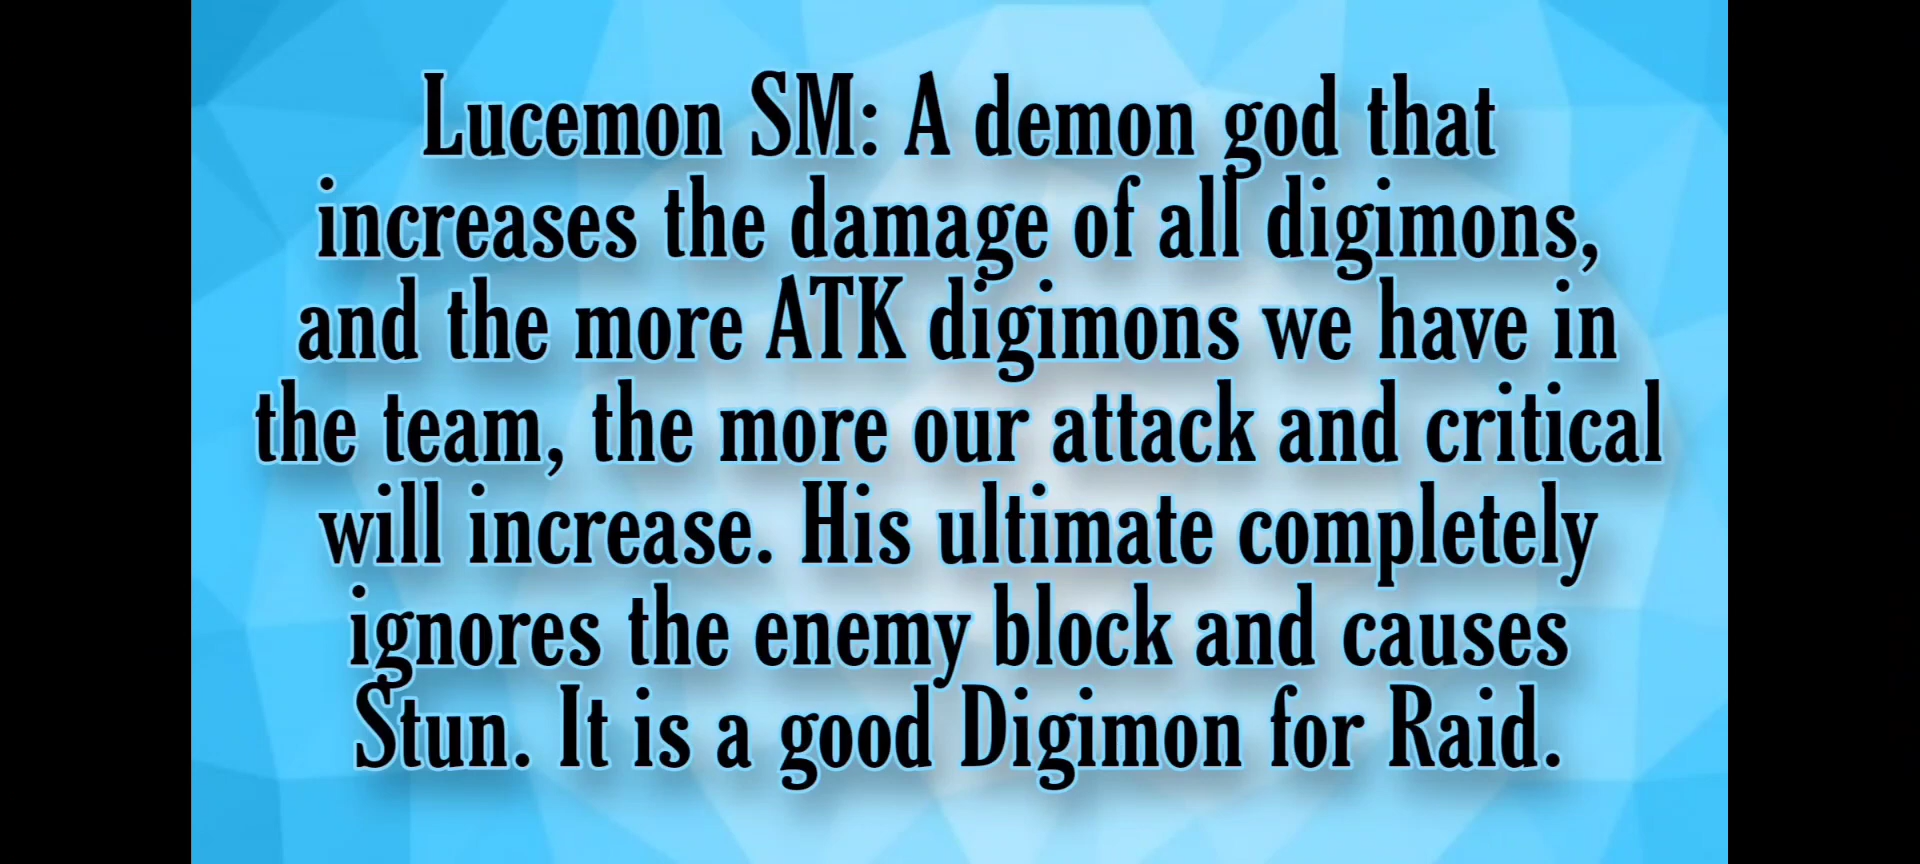 Lucemon SM: A demon god that
increases the damage of all digimons,
and the more ATK digimons we have in
the team, the more our attack and critical
will increase. His ultimate completely
ignores the enemy block and causes
Stun. It is a good Digimon for Raid.